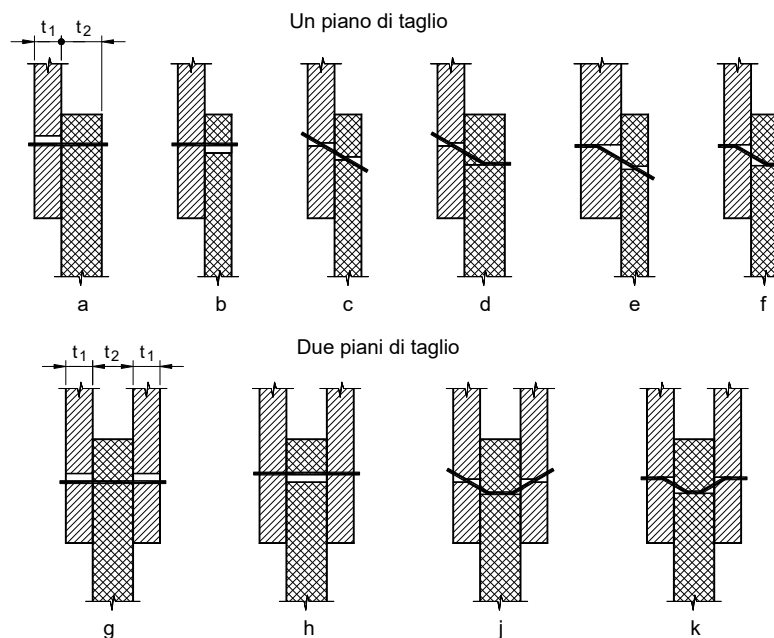 Un piano di taglio
t1 t2
a b c d e f
Due piani di taglio
t1 t2 t1
g h j k